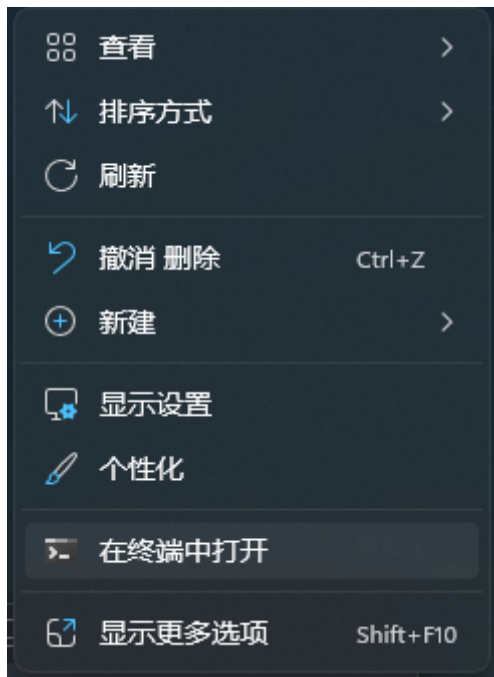 查看
排序方式
刷新
撤消 删除 Ctrl+Z
新建
显示设置
个性化
在终端中打开
显示更多选项 Shift+F10